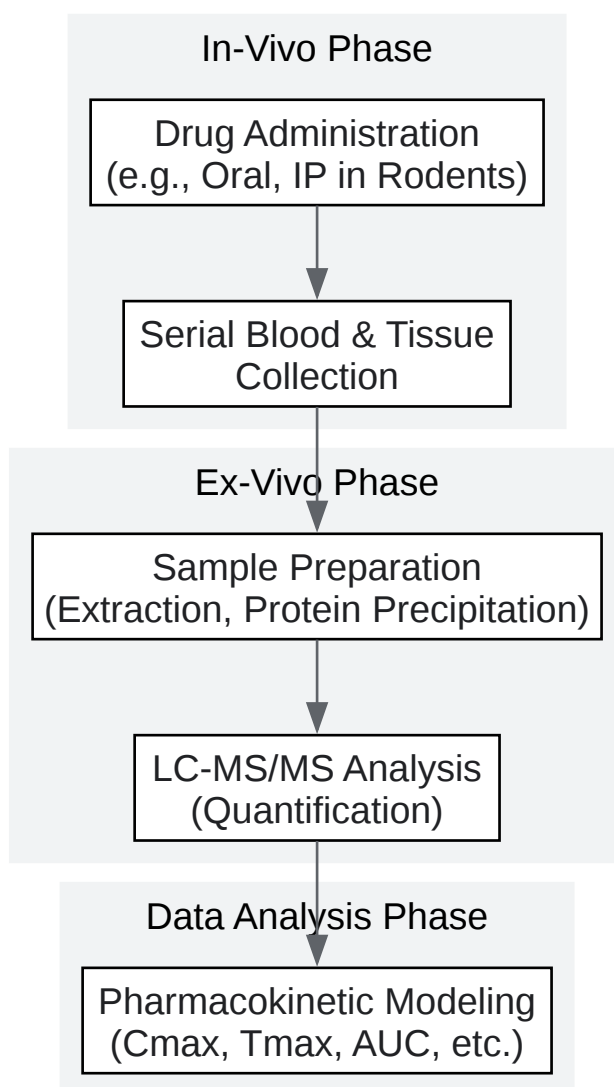 In-Vivo Phase
Drug Administration
(e.g., Oral, IP in Rodents)
Serial Blood & Tissue
Collection
Ex-Vivo Phase
Sample Preparation
(Extraction, Protein Precipitation)
LC-MS/MS Analysis
(Quantification)
Data Analysis Phase
Pharmacokinetic Modeling
(Cmax, Tmax, AUC, etc.)